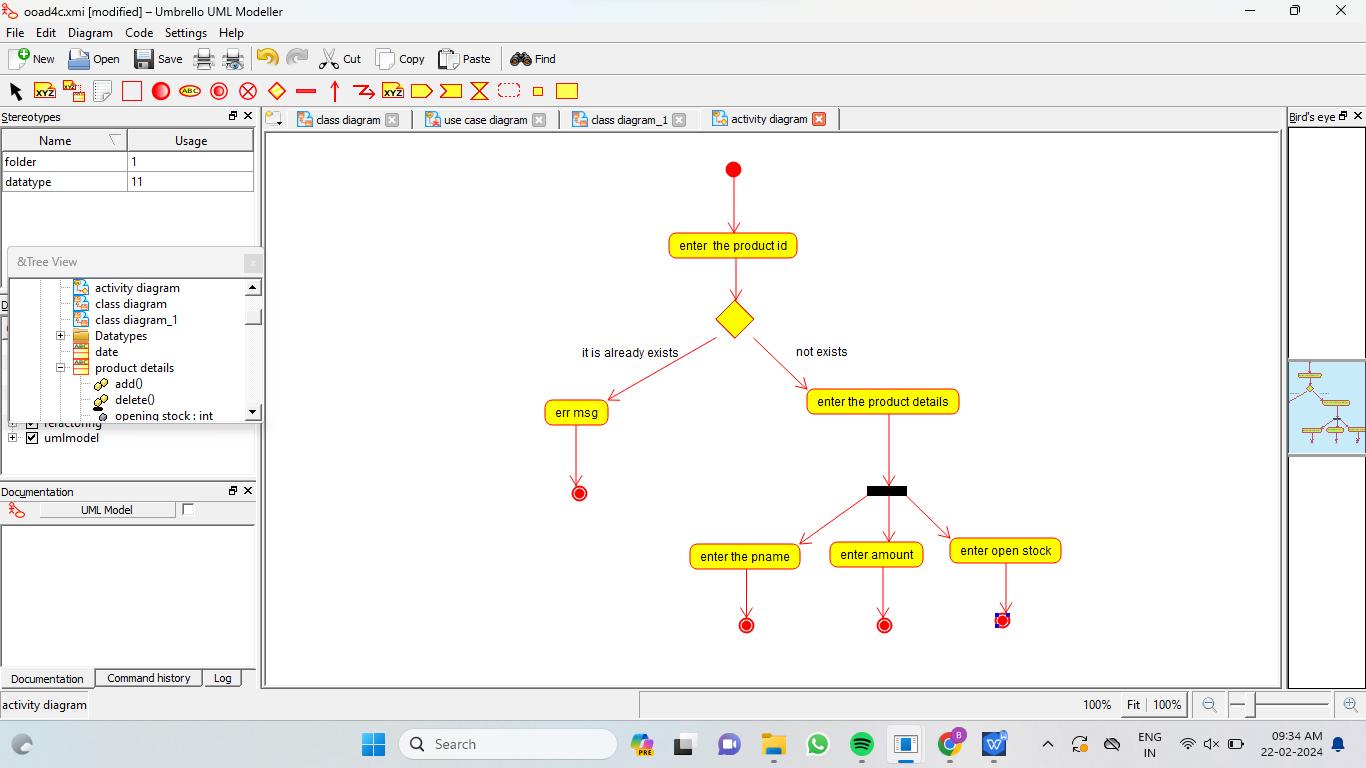 ooad4c.xmi [modified] – Umbrello UML Modeller
File Edit Diagram Code Settings Help
New Open Save Cut Copy Paste Find
XYZ XYZ ABC XYZ
Stereotypes
class diagram use case diagram class diagram_1 activity diagram
Bird's eye
Name Usage
folder 1
datatype 11
&Tree View
activity diagram
class diagram
class diagram_1
Datatypes
date
product details
add()
delete()
opening stock : int
refactoring
umlmodel
Documentation
UML Model
Documentation Command history Log
enter the product id
it is already exists not exists
err msg enter the product details
enter the pname enter amount enter open stock
activity diagram
100% Fit 100%
Search
PRE
B
W
ENG
IN
09:34 AM
22-02-2024